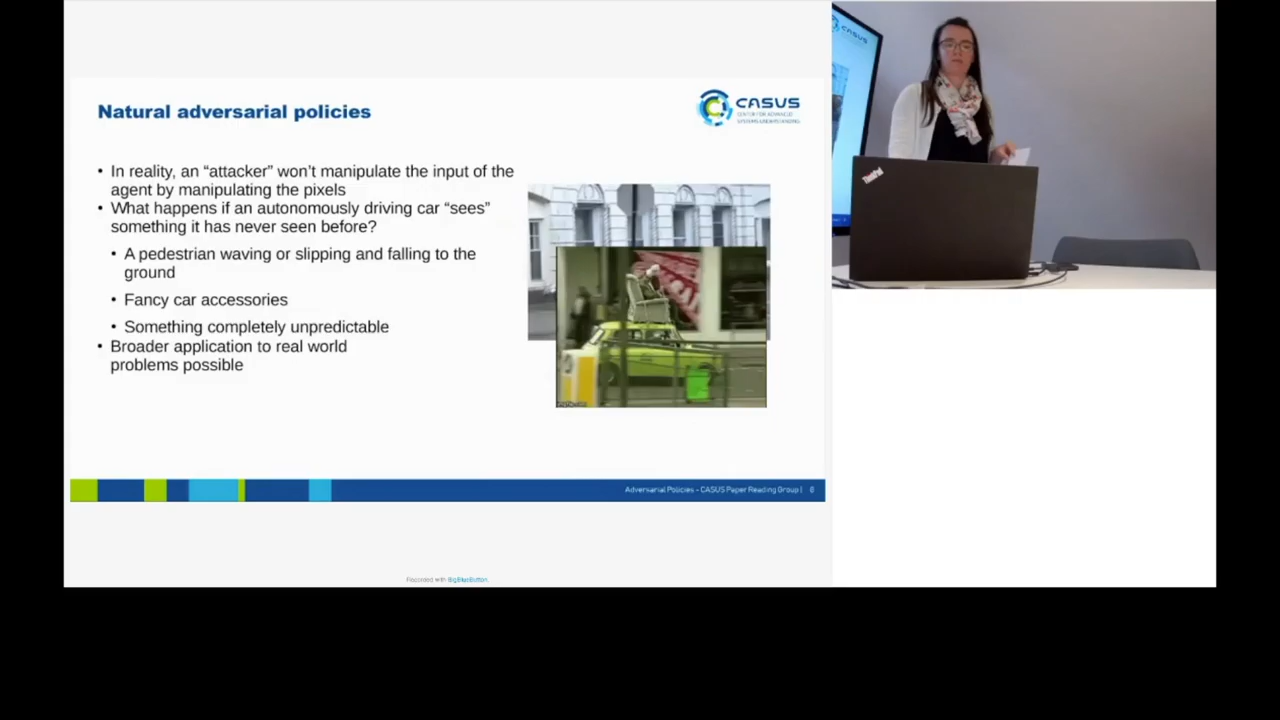 Natural adversarial policies
CASUS
CENTER FOR ADVANCED
SYSTEMS UNDERSTANDING
• In reality, an “attacker” won’t manipulate the input of the
agent by manipulating the pixels
• What happens if an autonomously driving car “sees”
something it has never seen before?
• A pedestrian waving or slipping and falling to the
ground
• Fancy car accessories
• Something completely unpredictable
• Broader application to real world
problems possible
Adversarial Policies - CASUS Paper Reading Group |
Recorded with BigBlueButton.
CASUS
ThinkPad